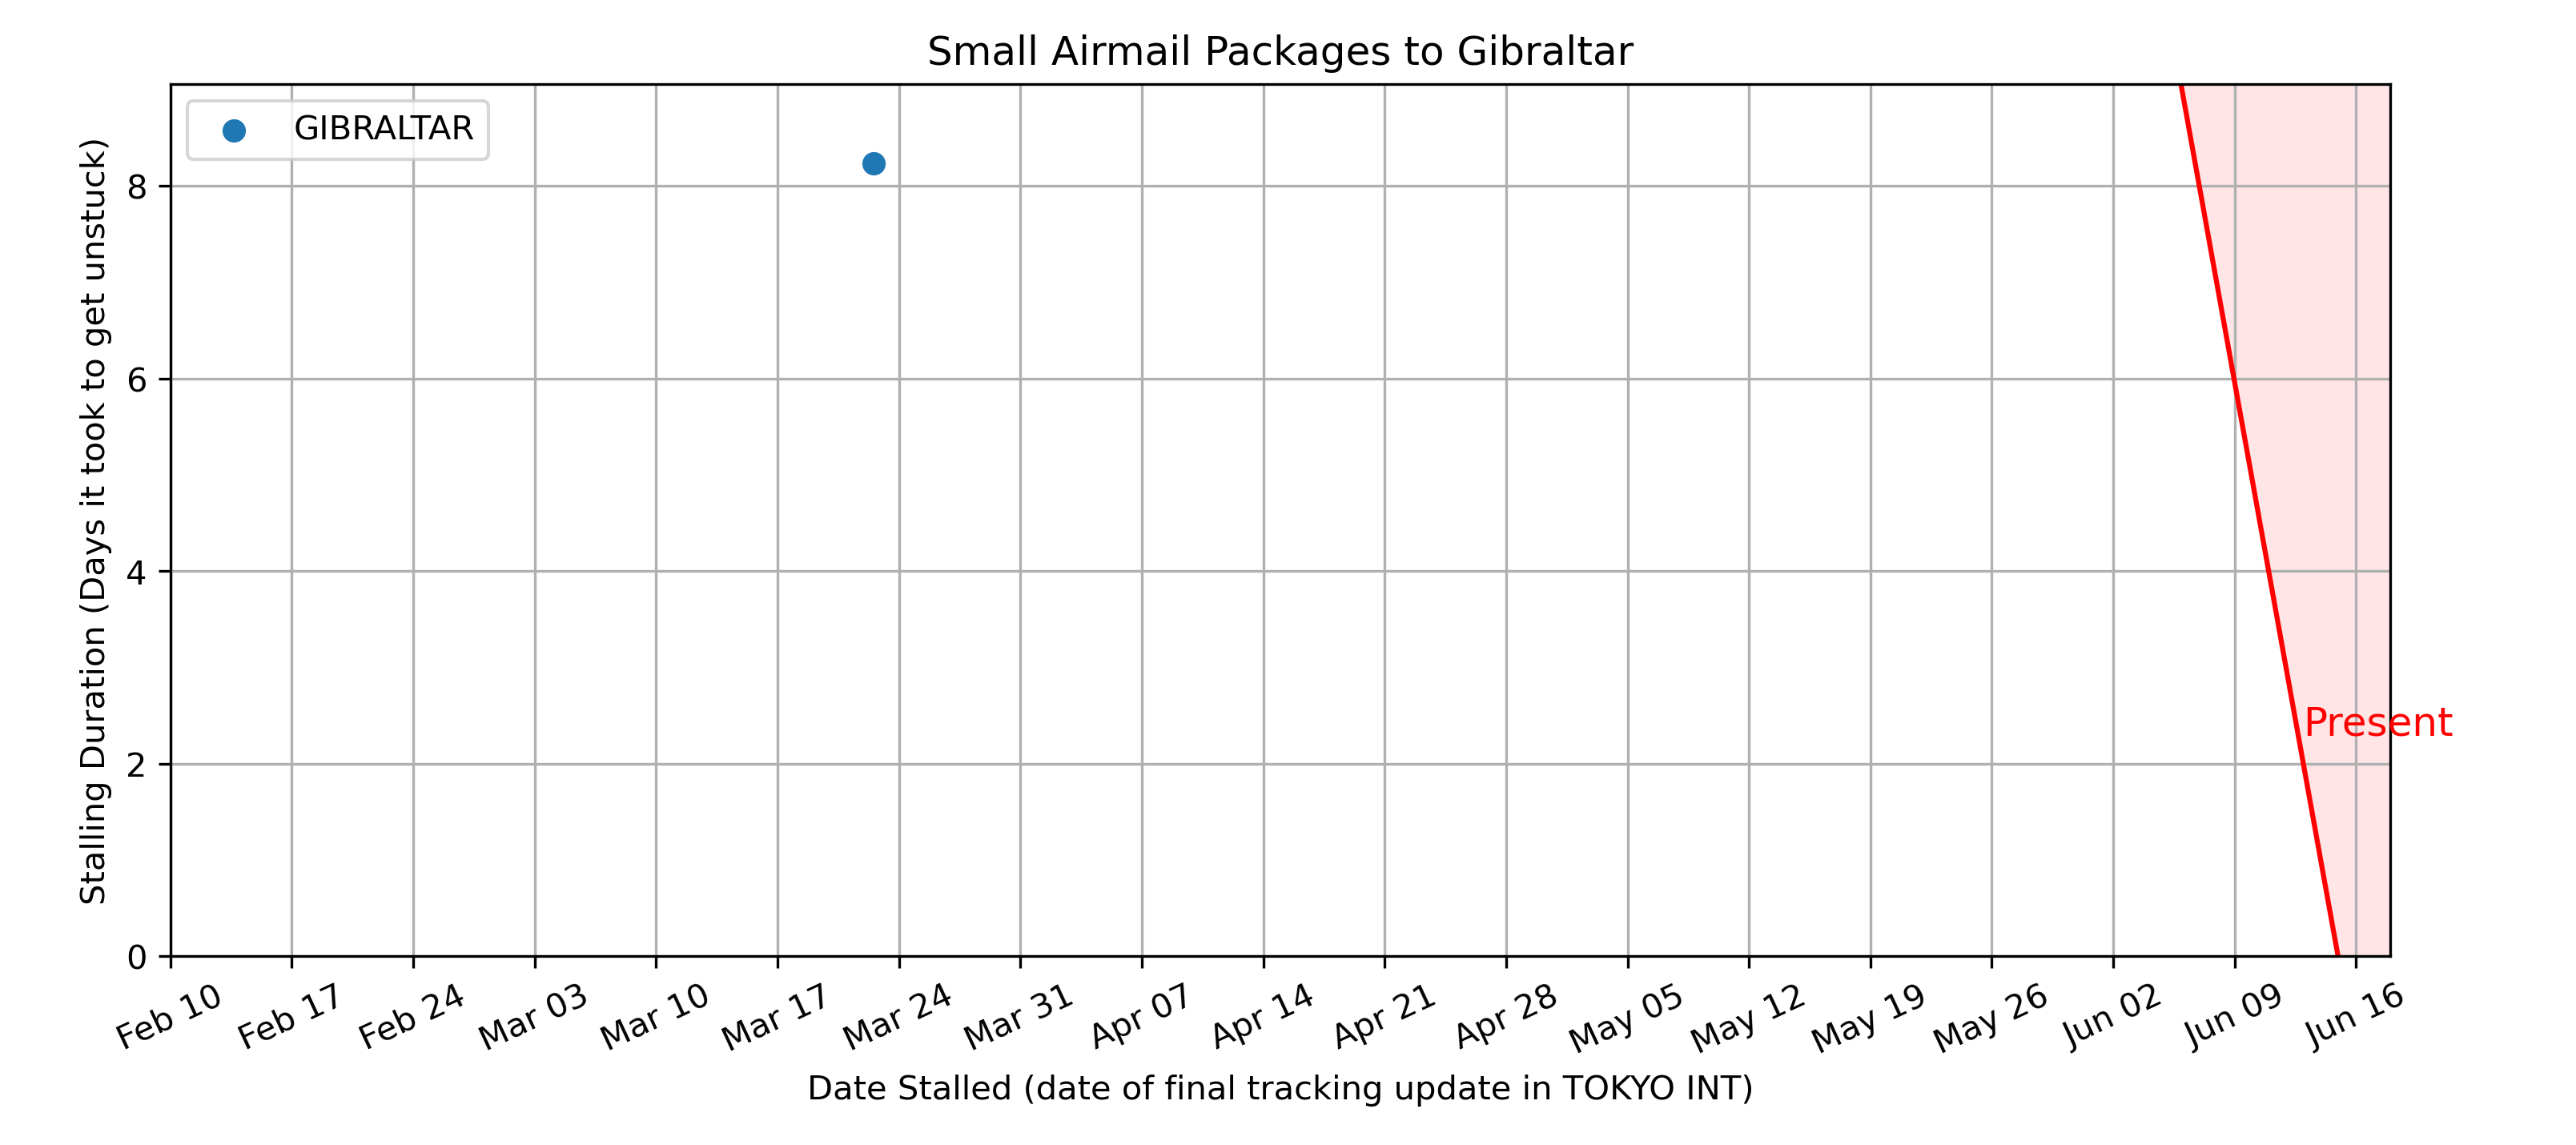 Small Airmail Packages to Gibraltar
GIBRALTAR
Stalling Duration (Days it took to get unstuck)
8
6
4
2
0
Present
Feb 10
Feb 17
Feb 24
Mar 03
Mar 10
Mar 17
Mar 24
Mar 31
Apr 07
Apr 14
Apr 21
Apr 28
May 05
May 12
May 19
May 26
Jun 02
Jun 09
Jun 16
Date Stalled (date of final tracking update in TOKYO INT)